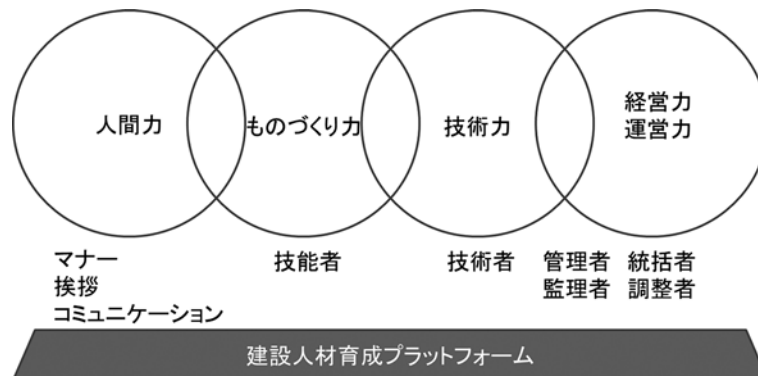 人間力
ものづくり力
技術力
経営力
運営力
マナー
挨拶
コミュニケーション
技能者
技術者
管理者
監理者
統括者
調整者
建設人材育成プラットフォーム